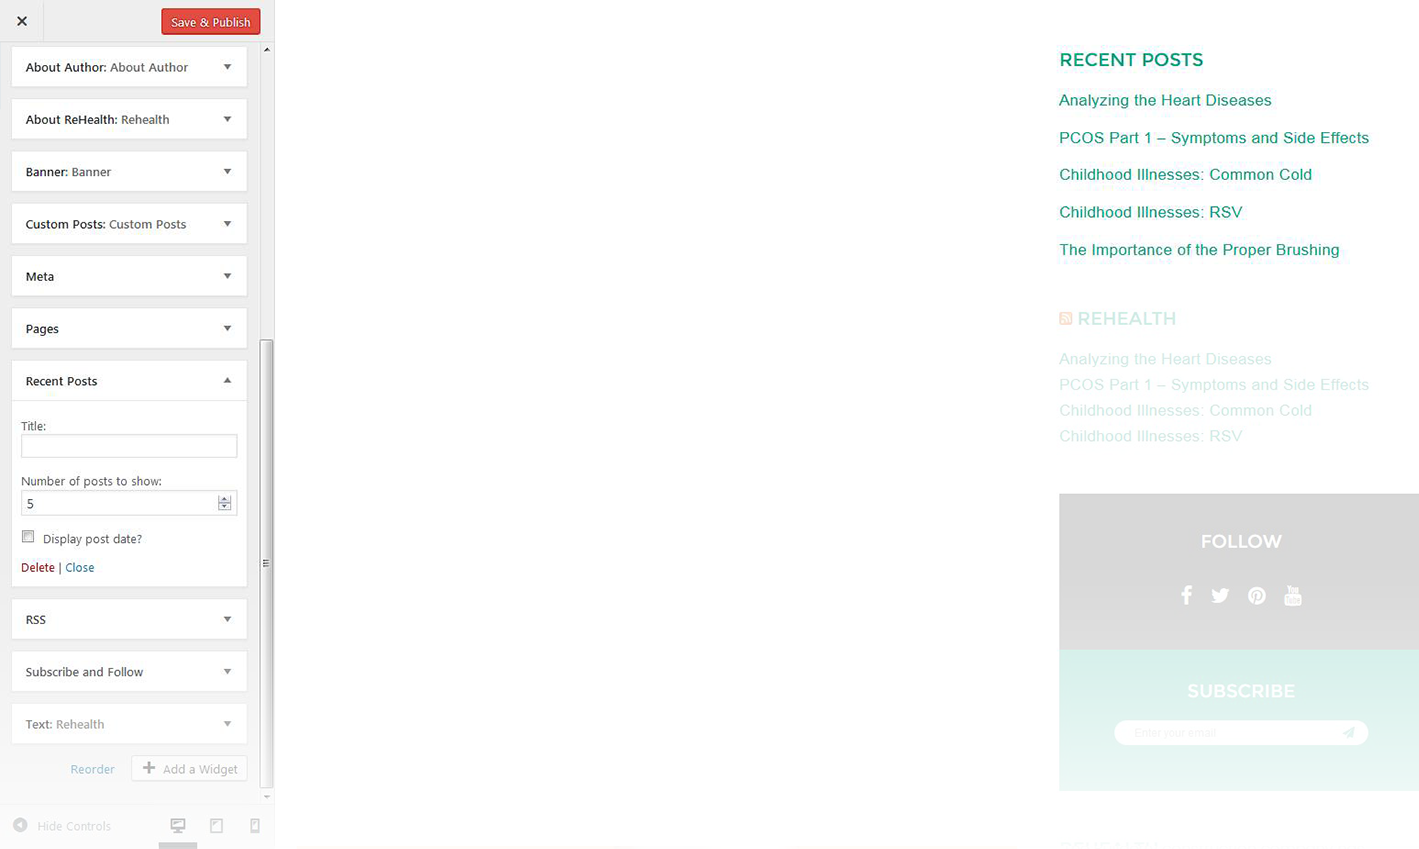 Save & Publish
About Author: About Author
About ReHealth: Rehealth
Banner: Banner
Custom Posts: Custom Posts
Meta
Pages
Recent Posts
Title:
Number of posts to show:
5
Display post date?
Delete | Close
RSS
Subscribe and Follow
Text: Rehealth
Reorder
Add a Widget
Hide Controls
RECENT POSTS
Analyzing the Heart Diseases
PCOS Part 1 – Symptoms and Side Effects
Childhood Illnesses: Common Cold
Childhood Illnesses: RSV
The Importance of the Proper Brushing
REHEALTH
Analyzing the Heart Diseases
PCOS Part 1 – Symptoms and Side Effects
Childhood Illnesses: Common Cold
Childhood Illnesses: RSV
FOLLOW
You
Tube
SUBSCRIBE
Enter your email
REHEALTH